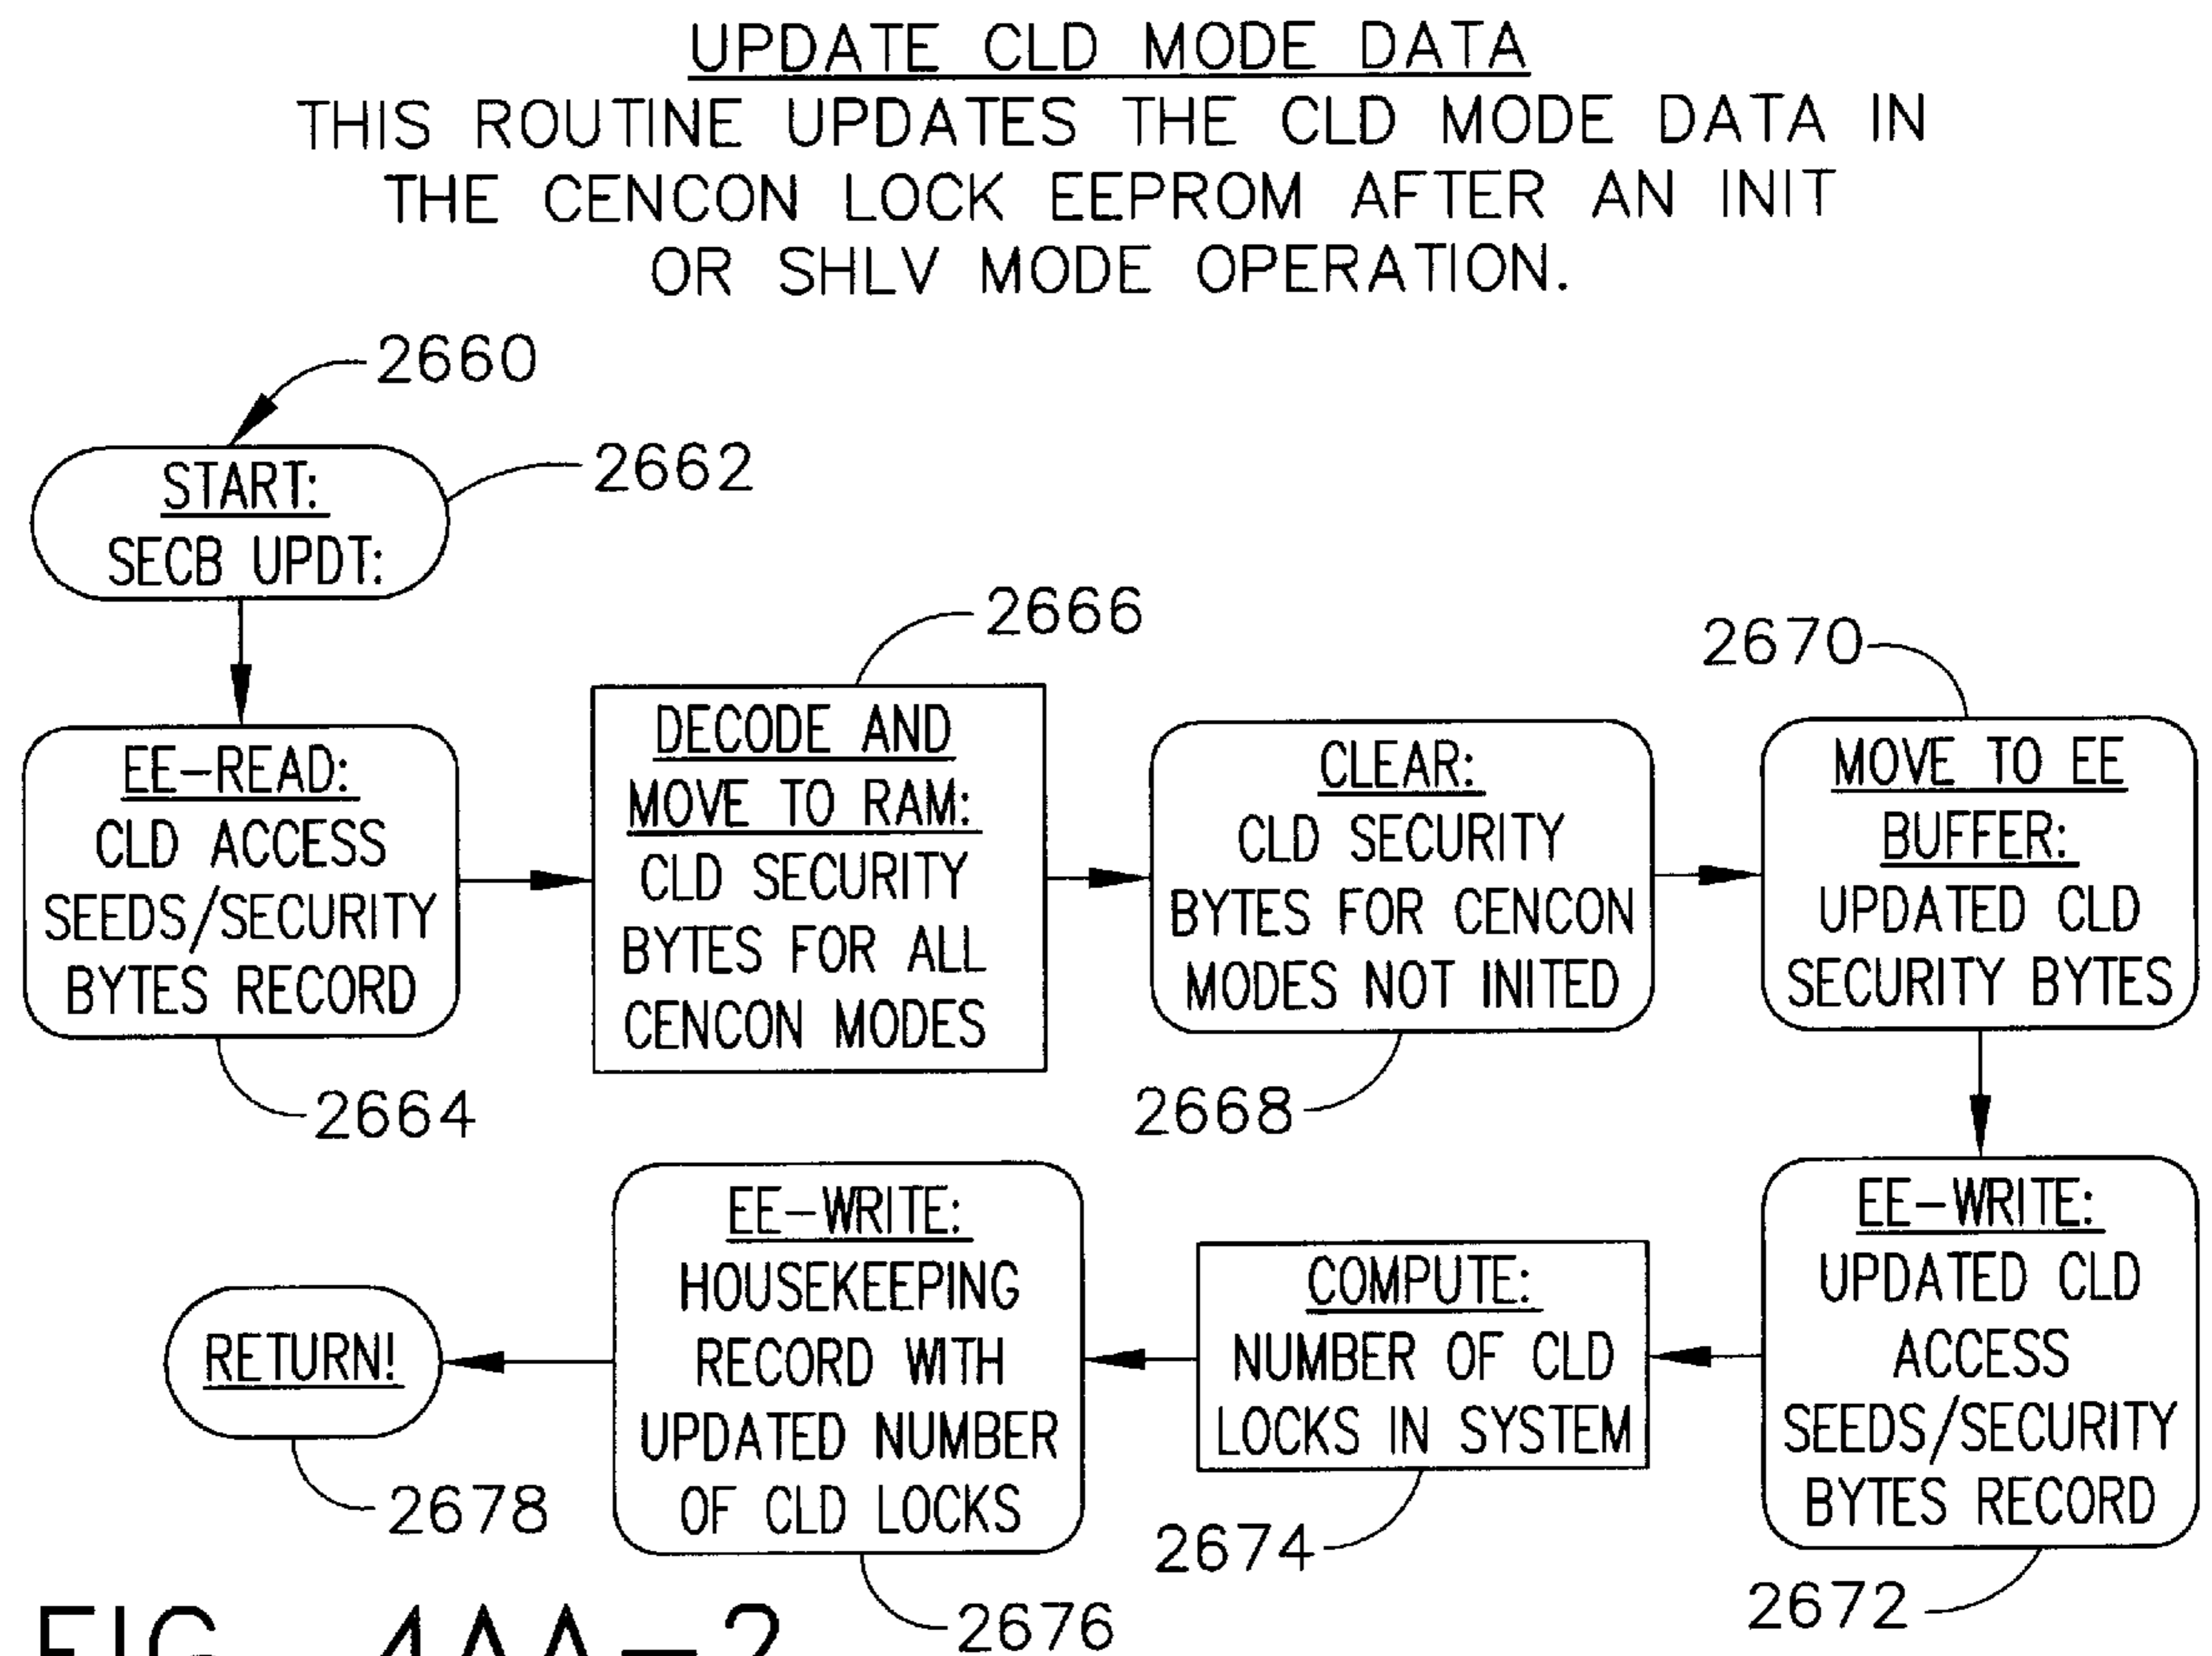 UPDATE CLD MODE DATA
THIS ROUTINE UPDATES THE CLD MODE DATA IN
THE CENCON LOCK EEPROM AFTER AN INIT
OR SHLV MODE OPERATION.
2660
START:
SECB UPDT:
2662
EE-READ:
CLD ACCESS
SEEDS/SECURITY
BYTES RECORD
2664
DECODE AND
MOVE TO RAM:
CLD SECURITY
BYTES FOR ALL
CENCON MODES
2666
CLEAR:
CLD SECURITY
BYTES FOR CENCON
MODES NOT INITED
2668
MOVE TO EE
BUFFER:
UPDATED CLD
SECURITY BYTES
2670
EE-WRITE:
UPDATED CLD
ACCESS
SEEDS/SECURITY
BYTES RECORD
2672
COMPUTE:
NUMBER OF CLD
LOCKS IN SYSTEM
2674
EE-WRITE:
HOUSEKEEPING
RECORD WITH
UPDATED NUMBER
OF CLD LOCKS
2676
RETURN!
2678
FIG. 4AA-2